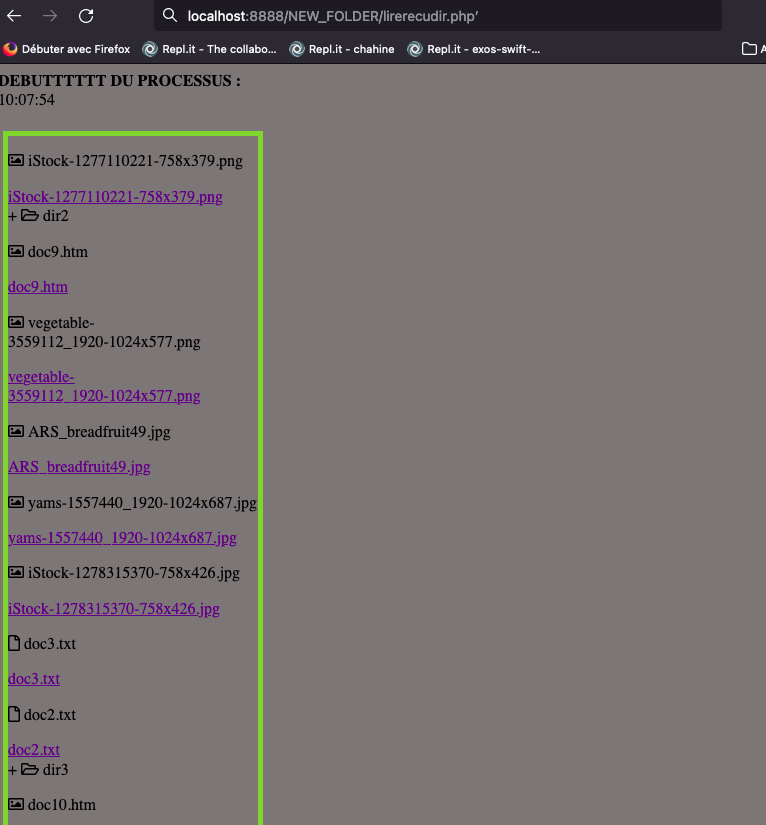 localhost:8888/NEW_FOLDER/lirerecudir.php’
Débuter avec Firefox Repl.it - The collabo... Repl.it - chahine Repl.it - exos-swift-... A
DEBUTTTTTT DU PROCESSUS :
10:07:54
iStock-1277110221-758x379.png
iStock-1277110221-758x379.png
+ dir2
doc9.htm
doc9.htm
vegetable-
3559112_1920-1024x577.png
vegetable-
3559112_1920-1024x577.png
ARS_breadfruit49.jpg
ARS_breadfruit49.jpg
yams-1557440_1920-1024x687.jpg
yams-1557440_1920-1024x687.jpg
iStock-1278315370-758x426.jpg
iStock-1278315370-758x426.jpg
doc3.txt
doc3.txt
doc2.txt
doc2.txt
+ dir3
doc10.htm